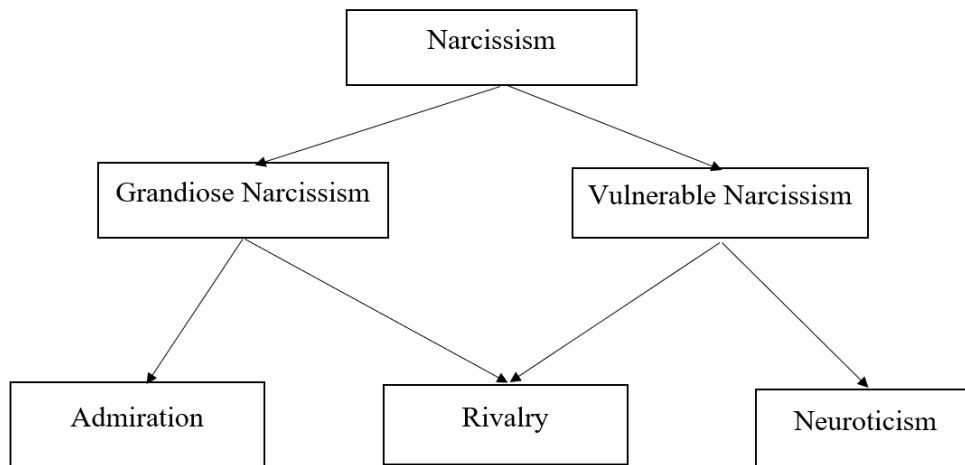 Narcissism
Grandiose Narcissism
Vulnerable Narcissism
Admiration
Rivalry
Neuroticism